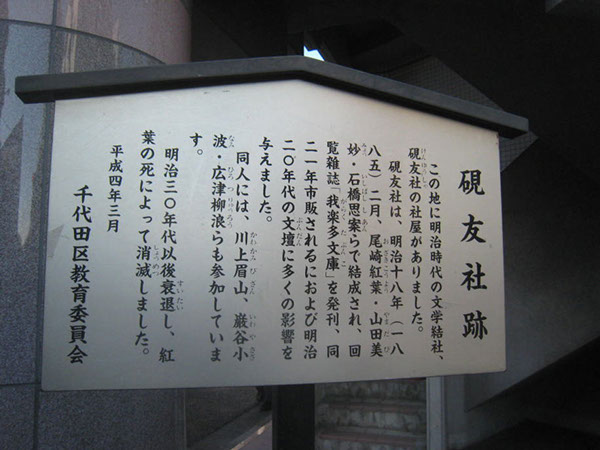 硯友社跡
この地に明治時代の文学結社、
硯友社の社屋がありました。
硯友社は、明治十八年（一八
八五）二月、尾崎紅葉・山田美
妙・石橋思案らで結成され、回
覧雑誌「我楽多文庫」を発刊、同
二一年市販されるにおよび明治
二〇年代の文壇に多くの影響を
与えました。
同人には、川上眉山、巌谷小
波・広津柳浪らも参加していま
す。
明治三〇年代以後衰退し、紅
葉の死によって消滅しました。
平成四年三月
千代田区教育委員会